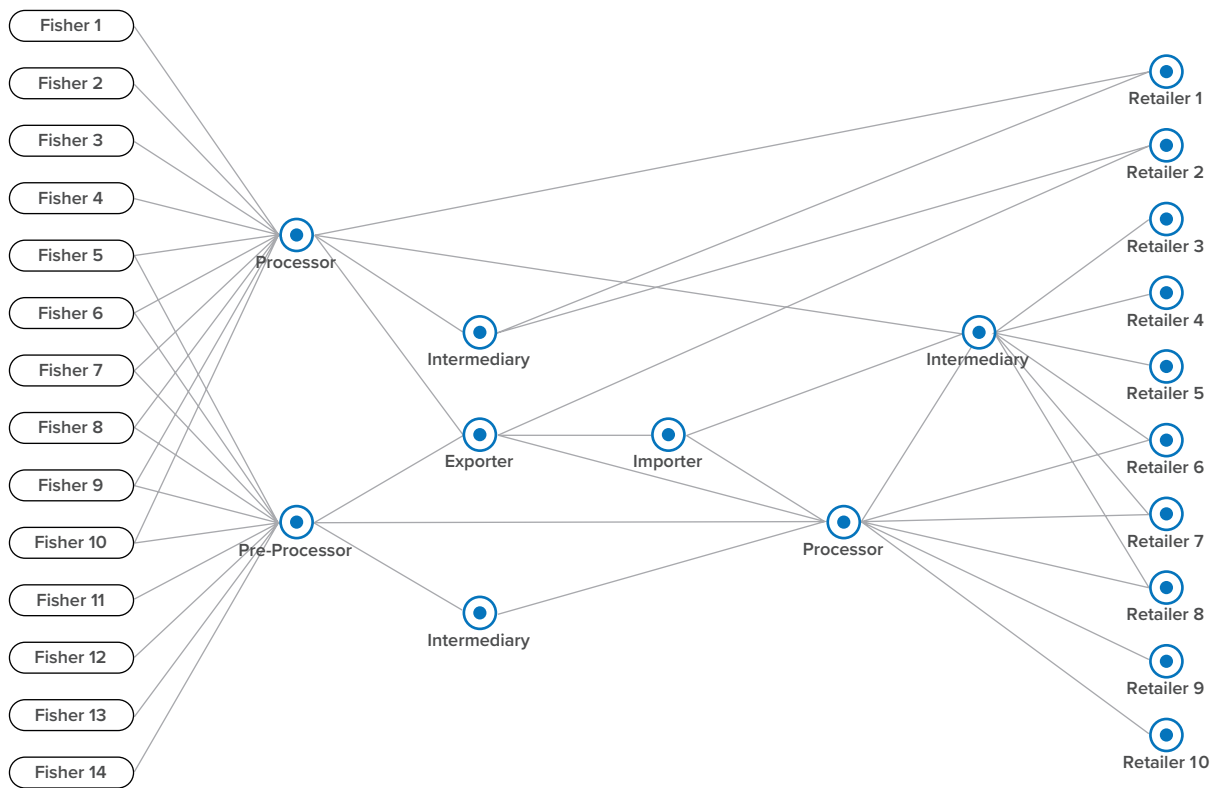 Fisher 1
Fisher 2
Fisher 3
Fisher 4
Fisher 5
Fisher 6
Fisher 7
Fisher 8
Fisher 9
Fisher 10
Fisher 11
Fisher 12
Fisher 13
Fisher 14
Processor
Pre-Processor
Intermediary
Exporter
Intermediary
Importer
Processor
Intermediary
Retailer 1
Retailer 2
Retailer 3
Retailer 4
Retailer 5
Retailer 6
Retailer 7
Retailer 8
Retailer 9
Retailer 10